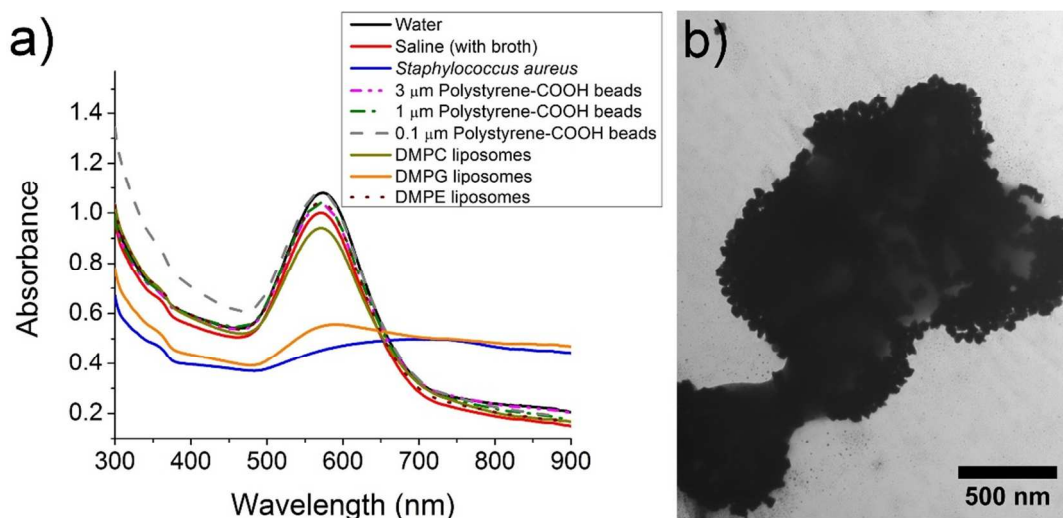 a)
Water
Saline (with broth)
Staphylococcus aureus
3 μm Polystyrene-COOH beads
1 μm Polystyrene-COOH beads
0.1 μm Polystyrene-COOH beads
DMPC liposomes
DMPG liposomes
DMPE liposomes
1.4
1.2
1.0
0.8
0.6
0.4
0.2
Absorbance
300 400 500 600 700 800 900
Wavelength (nm)
b)
500 nm